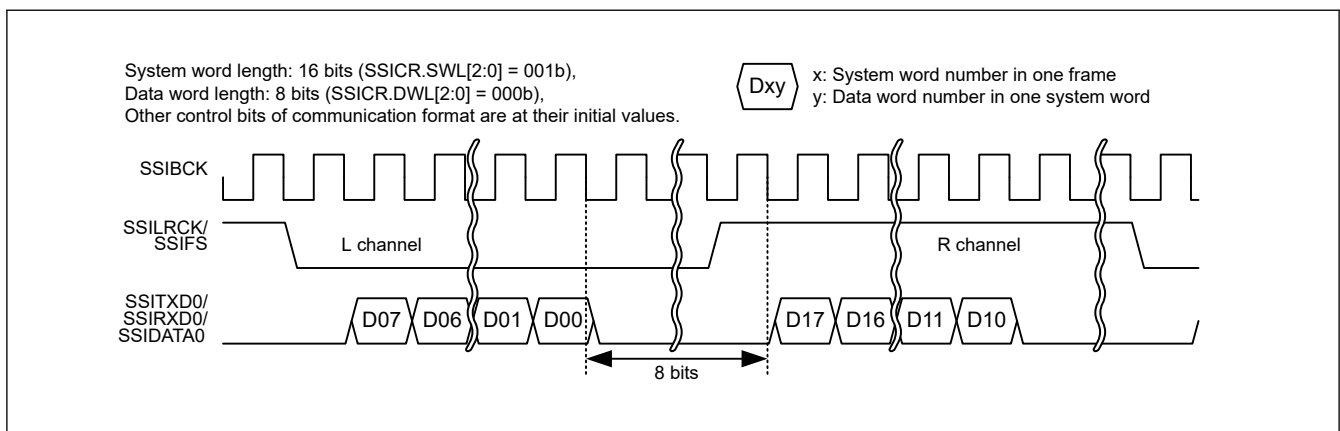 System word length: 16 bits (SSICR.SWL[2:0] = 001b),
Data word length: 8 bits (SSICR.DWL[2:0] = 000b),
Other control bits of communication format are at their initial values.
Dxy
x: System word number in one frame
y: Data word number in one system word
SSIBCK
SSILRCK/
SSIFS
L channel
R channel
SSITXD0/
SSIRXD0/
SSIDATA0
D07 D06 D01 D00 D17 D16 D11 D10
8 bits